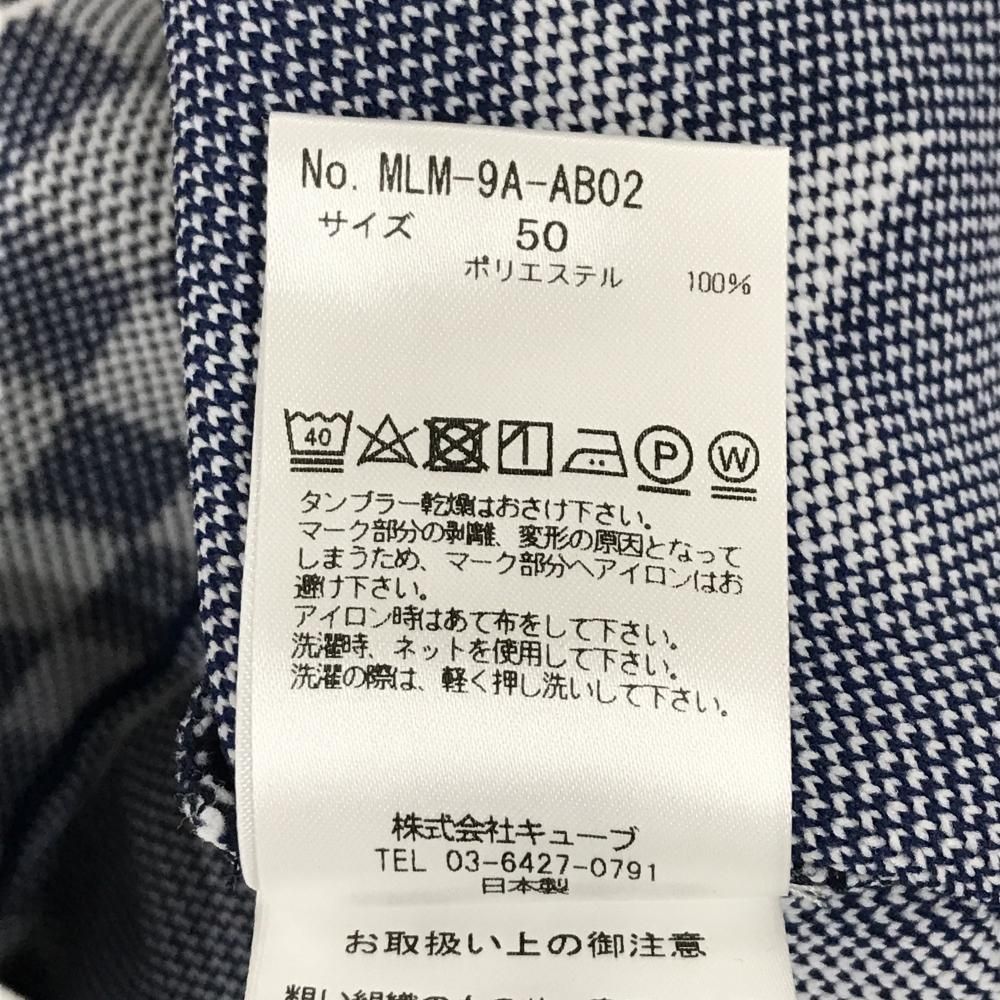 No. MLM-9A-AB02
サイズ 50
ポリエステル 100%
40 P W
タンブラー乾燥はおさけ下さい。
マーク部分の剥離、変形の原因となって
しまうため、マーク部分へアイロンはお
避け下さい。
アイロン時はあて布をして下さい。
洗濯時、ネットを使用して下さい。
洗濯の際は、軽く押し洗いして下さい。
株式会社キューブ
TEL 03-6427-0791
日本製
お取扱い上の御注意
粗い組織の